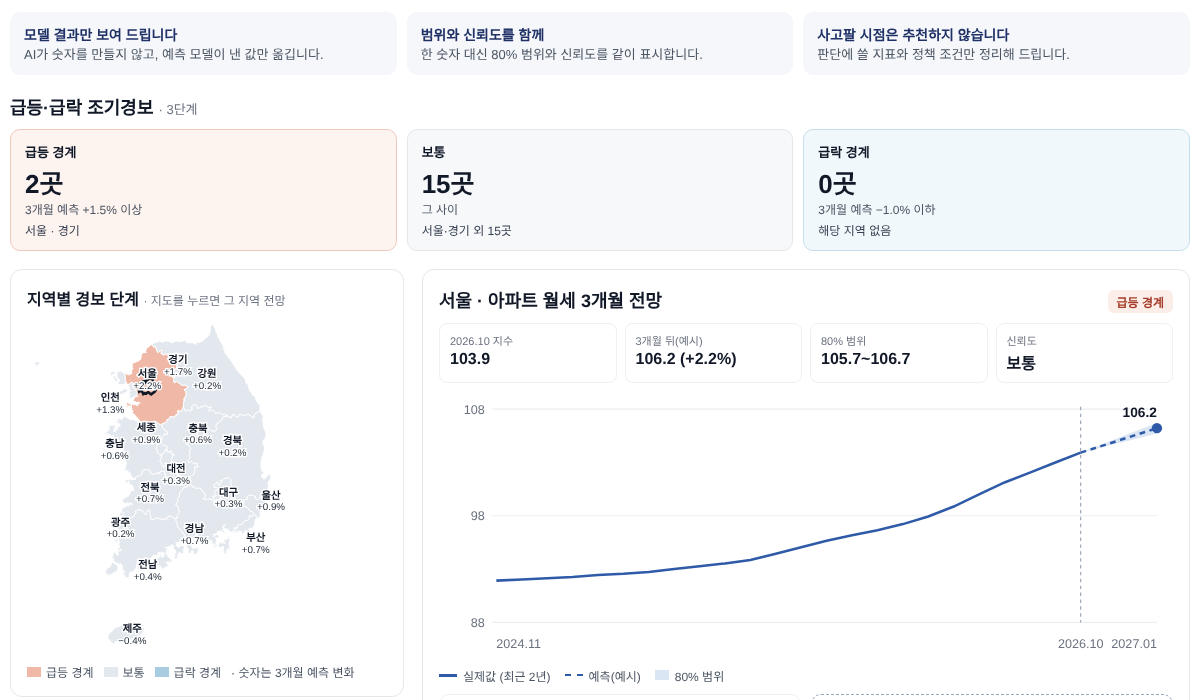 모델 결과만 보여 드립니다
AI가 숫자를 만들지 않고, 예측 모델이 낸 값만 옮깁니다.
범위와 신뢰도를 함께
한 숫자 대신 80% 범위와 신뢰도를 같이 표시합니다.
사고팔 시점은 추천하지 않습니다
판단에 쓸 지표와 정책 조건만 정리해 드립니다.
급등·급락 조기경보 · 3단계
급등 경계
2곳
3개월 예측 +1.5% 이상
서울 · 경기
보통
15곳
그 사이
서울·경기 외 15곳
급락 경계
0곳
3개월 예측 −1.0% 이하
해당 지역 없음
지역별 경보 단계 · 지도를 누르면 그 지역 전망
경기
+1.7%
서울
+2.2%
강원
+0.2%
인천
+1.3%
세종
+0.9%
충북
+0.6%
충남
+0.6%
경북
+0.2%
대전
+0.3%
전북
+0.7%
대구
+0.3%
울산
+0.9%
광주
+0.2%
경남
+0.7%
부산
+0.7%
전남
+0.4%
제주
−0.4%
급등 경계 보통 급락 경계 · 숫자는 3개월 예측 변화
서울 · 아파트 월세 3개월 전망
급등 경계
2026.10 지수
103.9
3개월 뒤(예시)
106.2 (+2.2%)
80% 범위
105.7~106.7
신뢰도
보통
108
98
88
106.2
2024.11
2026.10
2027.01
실제값 (최근 2년) 예측(예시) 80% 범위